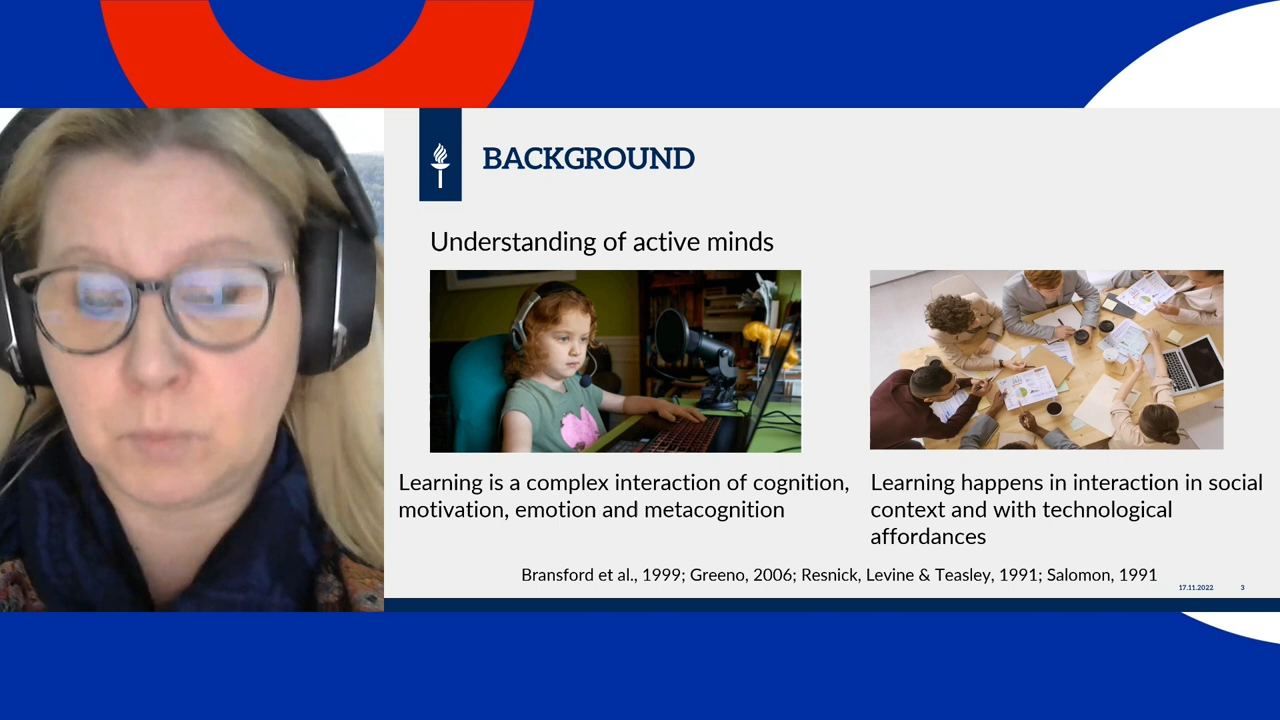 BACKGROUND
Understanding of active minds
Learning is a complex interaction of cognition,
motivation, emotion and metacognition
Learning happens in interaction in social
context and with technological
affordances
Bransford et al., 1999; Greeno, 2006; Resnick, Levine & Teasley, 1991; Salomon, 1991
17.11.2022 3